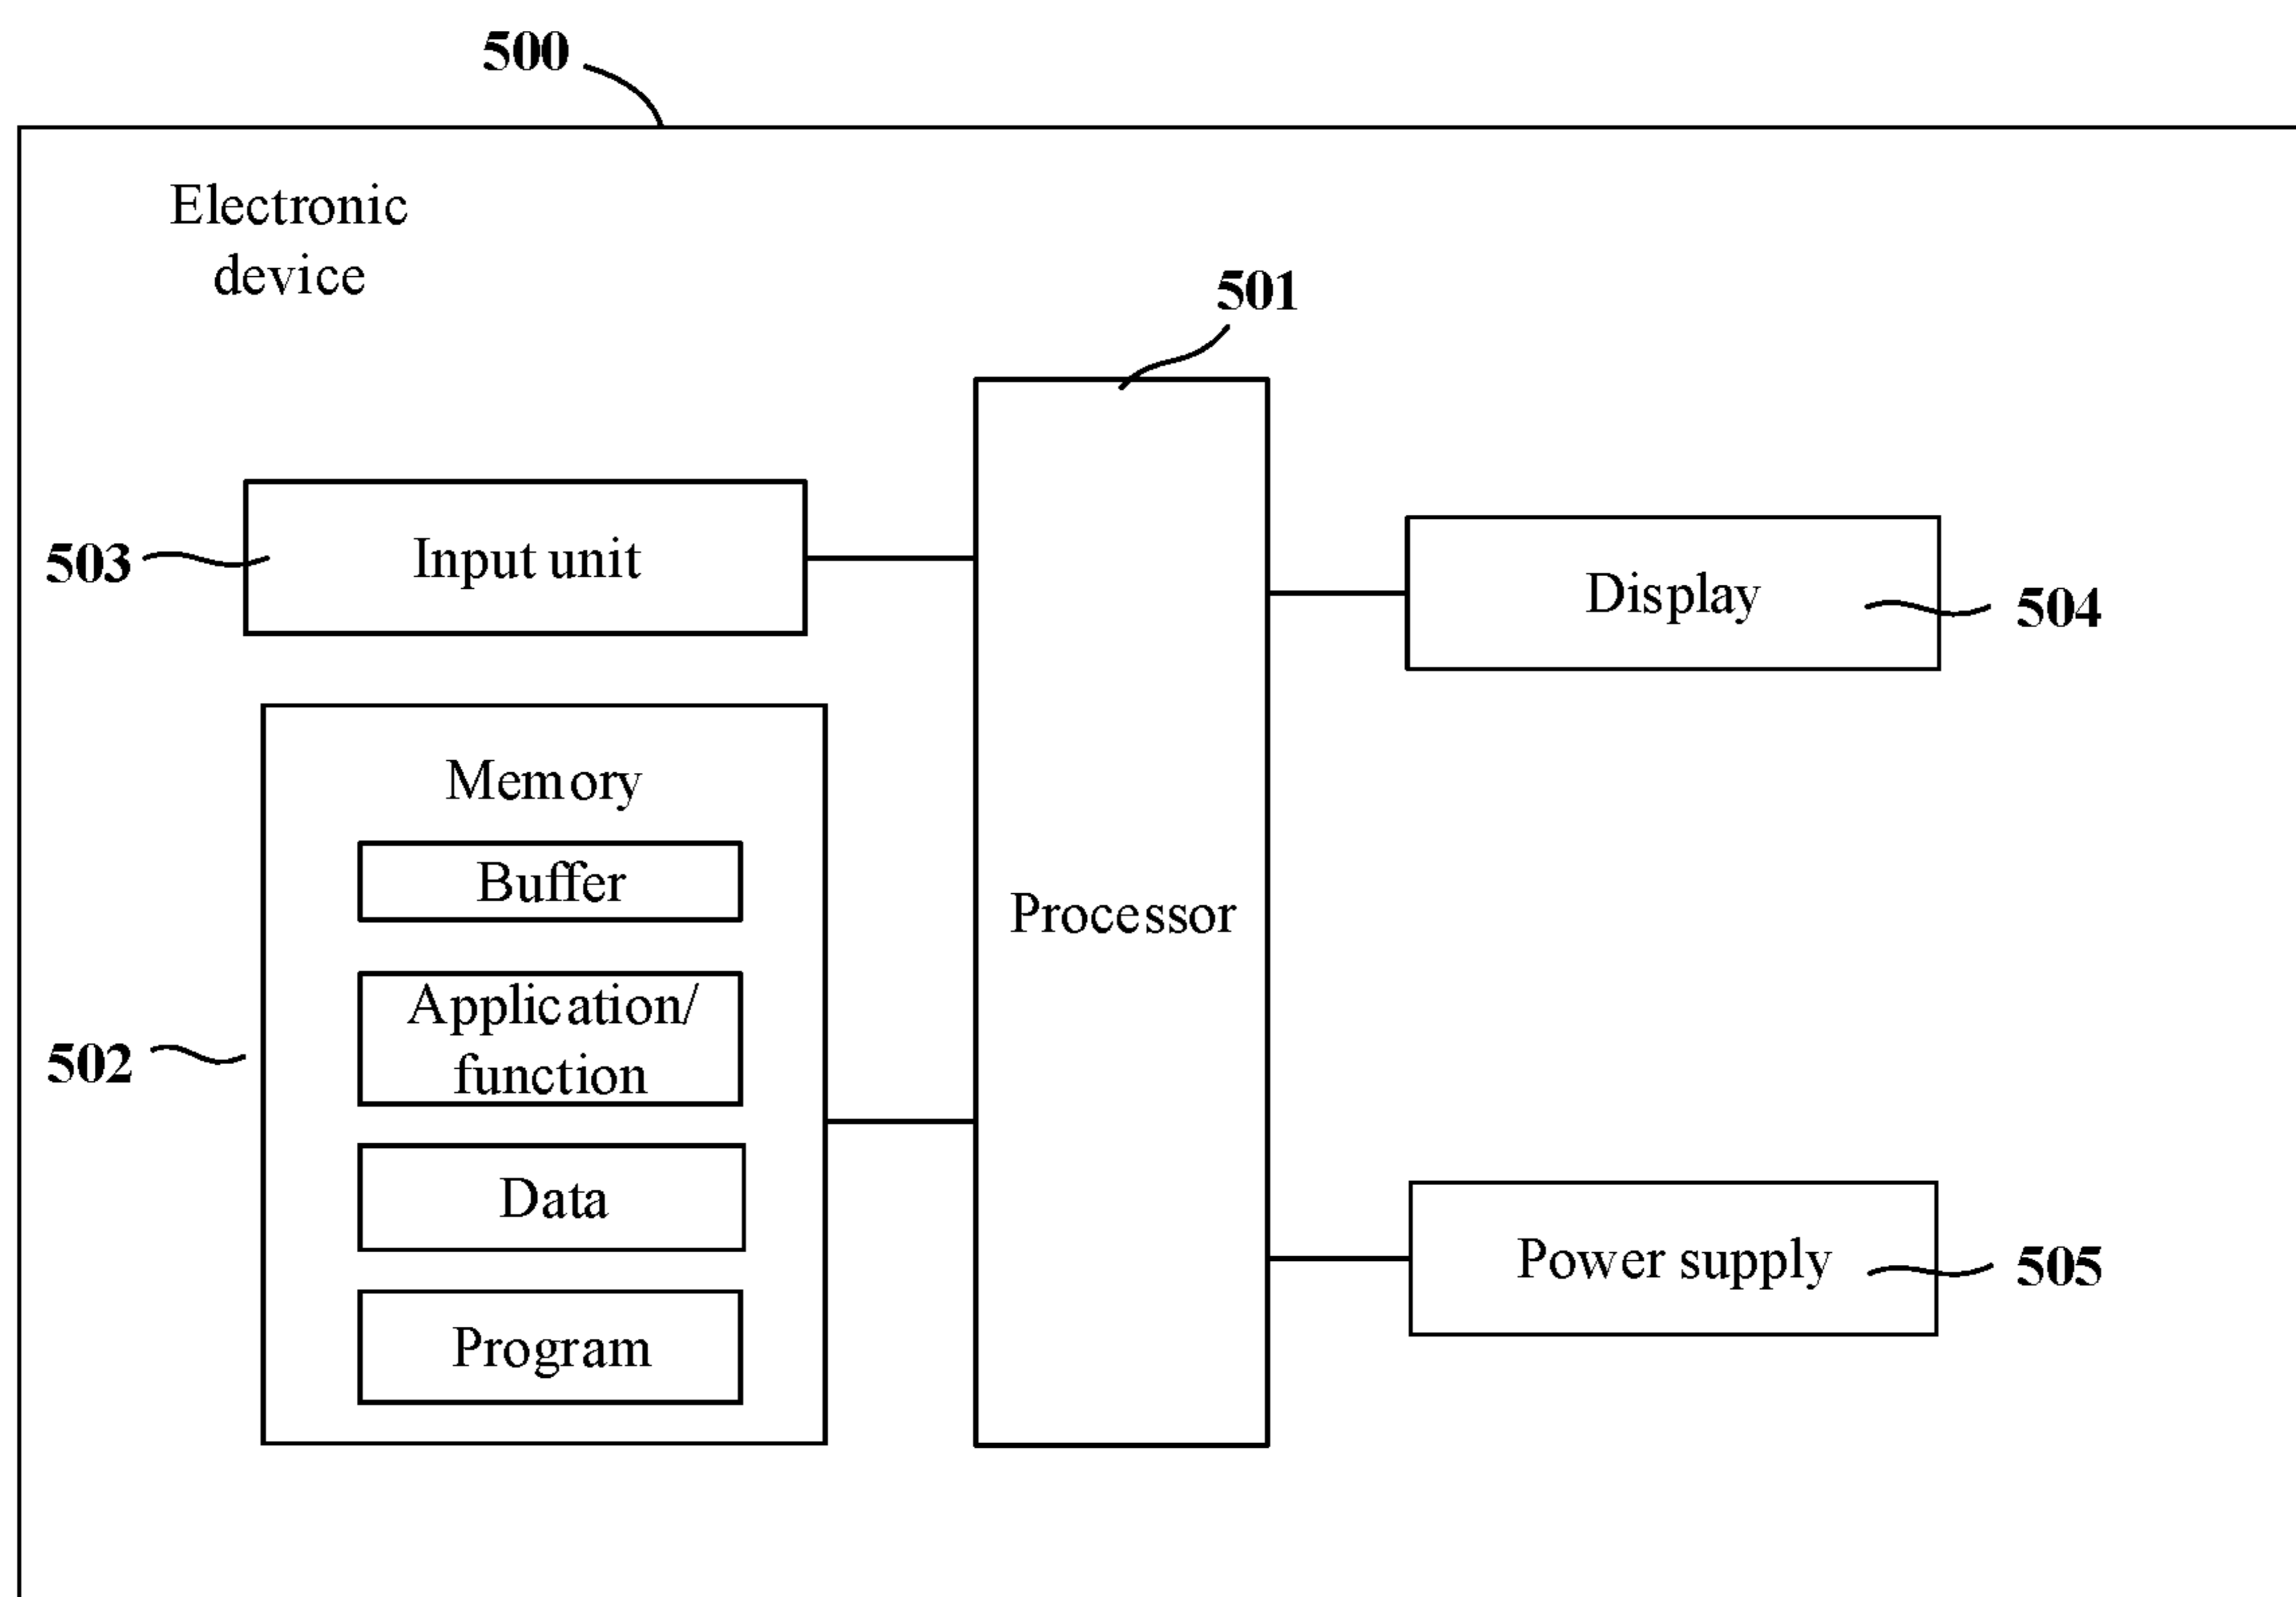 500
Electronic
device
501
503
Input unit
Display
504
Memory
Buffer
Processor
Application/
function
502
Data
Power supply
505
Program